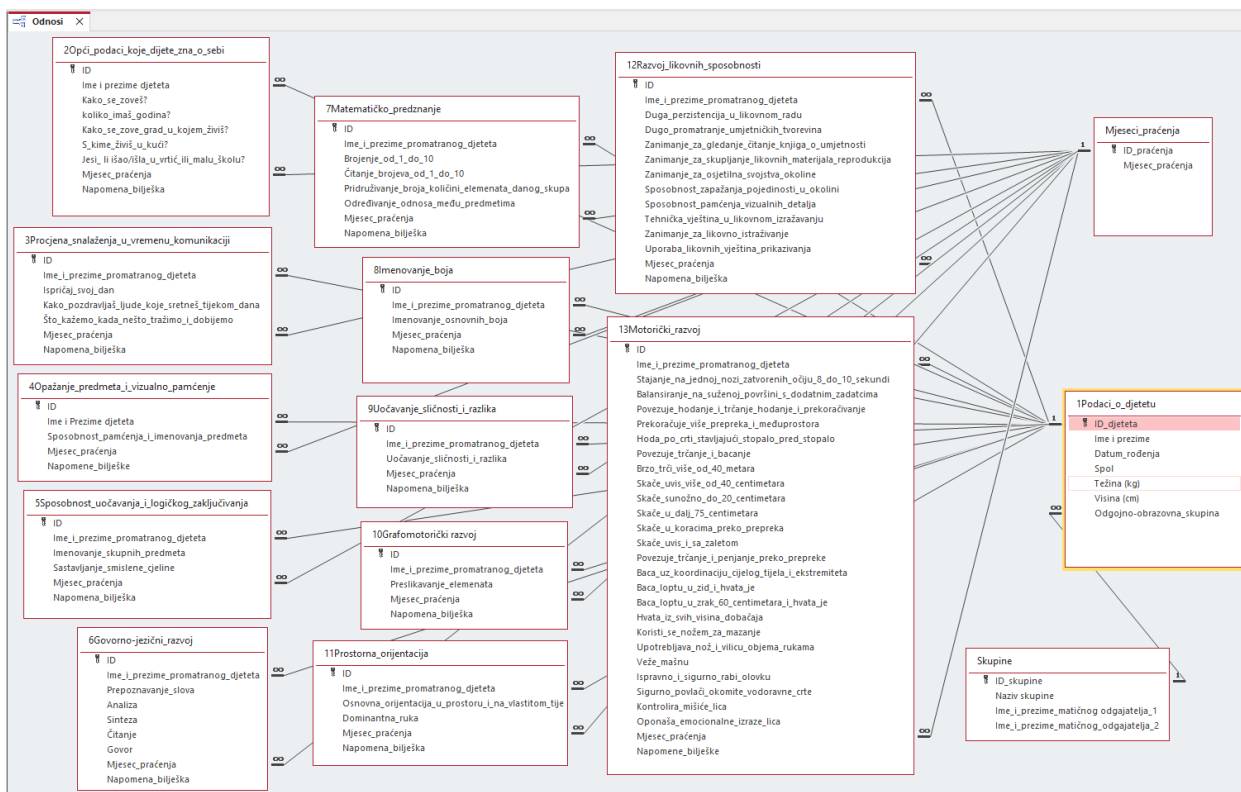 Odnosi
2Opći_podaci_koje_dijete_zna_o_sebi
ID
Ime i prezime djeteta
Kako_se_zoveš?
koliko_imaš_godina?
Kako_se_zove_grad_u_kojem_živiš?
S_kime_živiš_u_kući?
Jesi_ li išao/išla_u_vrtić_ili_malu_školu?
Mjesec_praćenja
Napomena_bilješka
3Procjena_snalaženja_u_vremenu_komunikaciji
ID
Ime_i_prezime_promatranog_djeteta
Ispričaj_svoj_dan
Kako_pozdravljaš_ljude_koje_sretneš_tijekom_dana
Što_kažemo_kada_nešto_tražimo_i_dobijemo
Mjesec_praćenja
Napomena_bilješka
4Opažanje_predmeta_i_vizualno_pamćenje
ID
Ime i Prezime djeteta
Sposobnost_pamćenja_i_imenovanja_predmeta
Mjesec_praćenja
Napomene_bilješke
5Sposobnost_uočavanja_i_logičkog_zaključivanja
ID
Ime_i_prezime_promatranog_djeteta
Imenovanje_skupnih_predmeta
Sastavljanje_smislene_cjeline
Mjesec_praćenja
Napomena_bilješka
6Govorno-jezični_razvoj
ID
Ime_i_prezime_promatranog_djeteta
Prepoznavanje_slova
Analiza
Sinteza
Čitanje
Govor
Mjesec_praćenja
Napomena_bilješka
7Matematičko_predznanje
ID
Ime_i_prezime_promatranog_djeteta
Brojenje_od_1_do_10
Čitanje_brojeva_od_1_do_10
Pridruživanje_broja_količini_elemenata_danog_skupa
Određivanje_odnosa_među_predmetima
Mjesec_praćenja
Napomena_bilješka
8Imenovanje_boja
ID
Ime_i_prezime_promatranog_djeteta
Imenovanje_osnovnih_boja
Mjesec_praćenja
Napomena_bilješka
9Uočavanje_sličnosti_i_razlika
ID
Ime_i_prezime_promatranog_djeteta
Uočavanje_sličnosti_i_razlika
Mjesec_praćenja
Napomena_bilješka
10Grafomotorički razvoj
ID
Ime_i_prezime_promatranog_djeteta
Preslikavanje_elemenata
Mjesec_praćenja
Napomena_bilješka
11Prostorna_orijentacija
ID
Ime_i_prezime_promatranog_djeteta
Osnovna_orijentacija_u_prostoru_i_na_vlastitom_tije
Dominantna_ruka
Mjesec_praćenja
Napomena_bilješka
12Razvoj_likovnih_sposobnosti
ID
Ime_i_prezime_promatranog_djeteta
Duga_perzistencija_u_likovnom_radu
Dugo_promatranje_umjetničkih_tvorevina
Zanimanje_za_gledanje_čitanje_knjiga_o_umjetnosti
Zanimanje_za_skupljanje_likovnih_materijala_reprodukcija
Zanimanje_za_osjetilna_svojstva_okoline
Sposobnost_zapažanja_pojedinosti_u_okolini
Sposobnost_pamćenja_vizualnih_detalja
Tehnička_vještina_u_likovnom_izražavanju
Zanimanje_za_likovno_istraživanje
Uporaba_likovnih_vještina_prikazivanja
Mjesec_praćenja
Napomena_bilješka
13Motorički_razvoj
ID
Ime_i_prezime_promatranog_djeteta
Stajanje_na_jednoj_nozi_zatvorenih_očiju_8_do_10_sekundi
Balansiranje_na_suženoj_površini_s_dodatnim_zadatcima
Povezuje_hodanje_i_trčanje_hodanje_i_prekoračivanje
Prekoračuje_više_prepreka_i_međuprostora
Hoda_po_crti_stavljajući_stopalo_pred_stopalo
Povezuje_trčanje_i_bacanje
Brzo_trči_više_od_40_metara
Skače_uvis_više_od_40_centimetara
Skače_sunožno_do_20_centimetara
Skače_u_dalj_75_centimetara
Skače_u_koracima_preko_prepreka
Skače_uvis_i_sa_zaletom
Povezuje_trčanje_i_penjanje_preko_prepreke
Baca_uz_koordinaciju_cijelog_tijela_i_ekstremiteta
Baca_loptu_u_zid_i_hvata_je
Baca_loptu_u_zrak_60_centimetara_i_hvata_je
Hvata_iz_svih_visina_dobačaja
Koristi_se_nožem_za_mazanje
Upotrebljava_nož_i_vilicu_objema_rukama
Veže_mašnu
Ispravno_i_sigurno_rabi_olovku
Sigurno_povlači_okomite_vodoravne_crte
Kontrolira_mišiće_lica
Oponaša_emocionalne_izraze_lica
Mjesec_praćenja
Napomene_bilješke
Mjeseci_praćenja
ID_praćenja
Mjesec_praćenja
1Podaci_o_djetetu
ID_djeteta
Ime i prezime
Datum_rođenja
Spol
Težina (kg)
Visina (cm)
Odgojno-obrazovna_skupina
Skupine
ID_skupine
Naziv skupine
Ime_i_prezime_matičnog odgajatelja_1
Ime_i_prezime_matičnog_odgajatelja_2